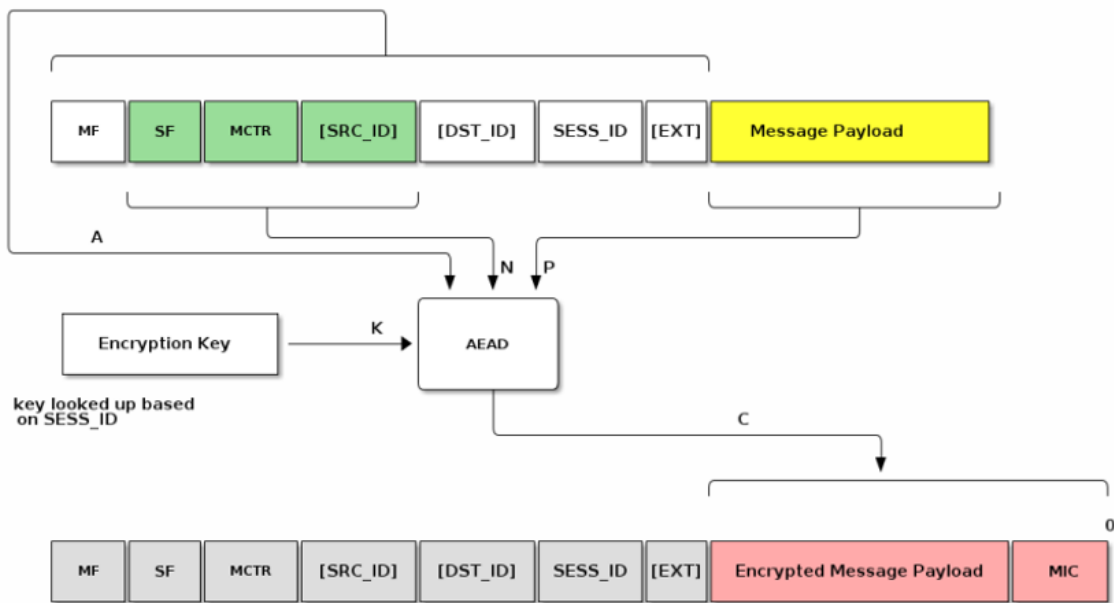 MF SF MCTR [SRC_ID] [DST_ID] SESS_ID [EXT] Message Payload
A
N P
K
Encryption Key
AEAD
key looked up based
on SESS_ID
C
0
MF SF MCTR [SRC_ID] [DST_ID] SESS_ID [EXT] Encrypted Message Payload MIC